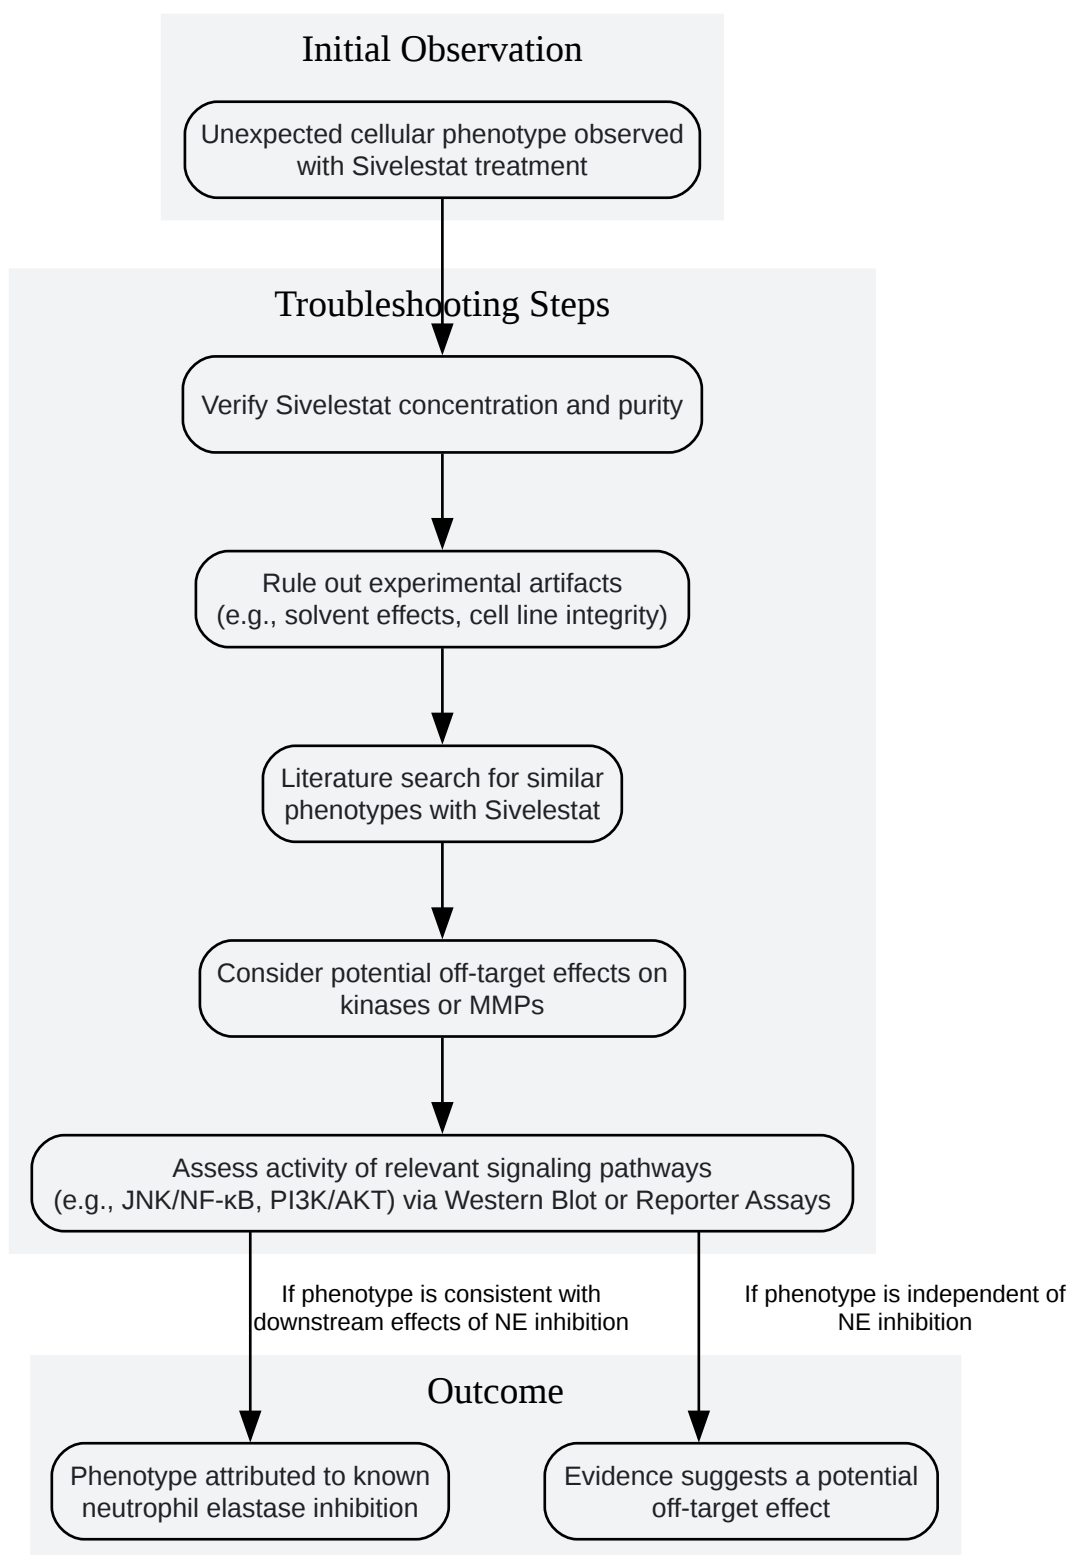 Initial Observation
Unexpected cellular phenotype observed
with Sivelestat treatment
Troubleshooting Steps
Verify Sivelestat concentration and purity
Rule out experimental artifacts
(e.g., solvent effects, cell line integrity)
Literature search for similar
phenotypes with Sivelestat
Consider potential off-target effects on
kinases or MMPs
Assess activity of relevant signaling pathways
(e.g., JNK/NF-κB, PI3K/AKT) via Western Blot or Reporter Assays
If phenotype is consistent with
downstream effects of NE inhibition
If phenotype is independent of
NE inhibition
Outcome
Phenotype attributed to known
neutrophil elastase inhibition
Evidence suggests a potential
off-target effect